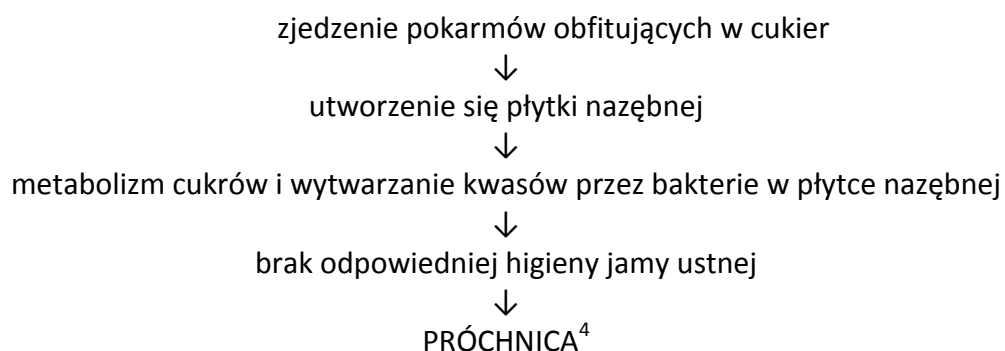 zjedzenie pokarmów obfitujących w cukier
↓
utworzenie się płytki nazębnej
↓
metabolizm cukrów i wytwarzanie kwasów przez bakterie w płytce nazębnej
↓
brak odpowiedniej higieny jamy ustnej
↓
PRÓCHNICA⁴